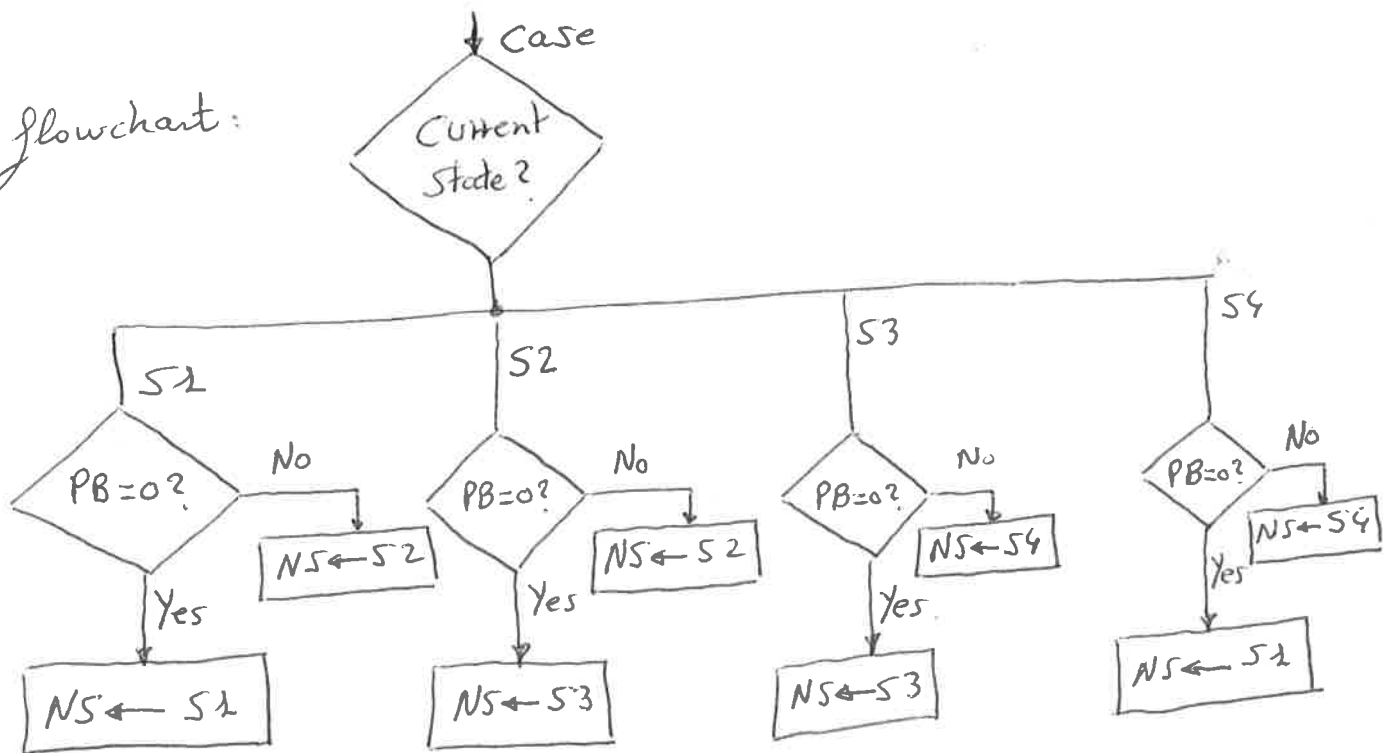 Case
flowchart:
Current
State?
S1
S2
S3
S4
PB=0?
No
PB=0?
No
PB=0?
No
PB=0?
No
NS ← S2
NS ← S2
NS ← S4
NS ← S4
Yes
Yes
Yes
Yes
NS ← S1
NS ← S3
NS ← S3
NS ← S1